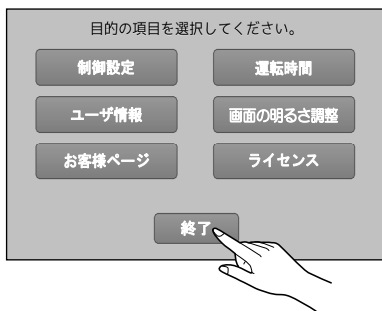 目的の項目を選択してください。
制御設定 運転時間
ユーザ情報 画面の明るさ調整
お客様ページ ライセンス
終了